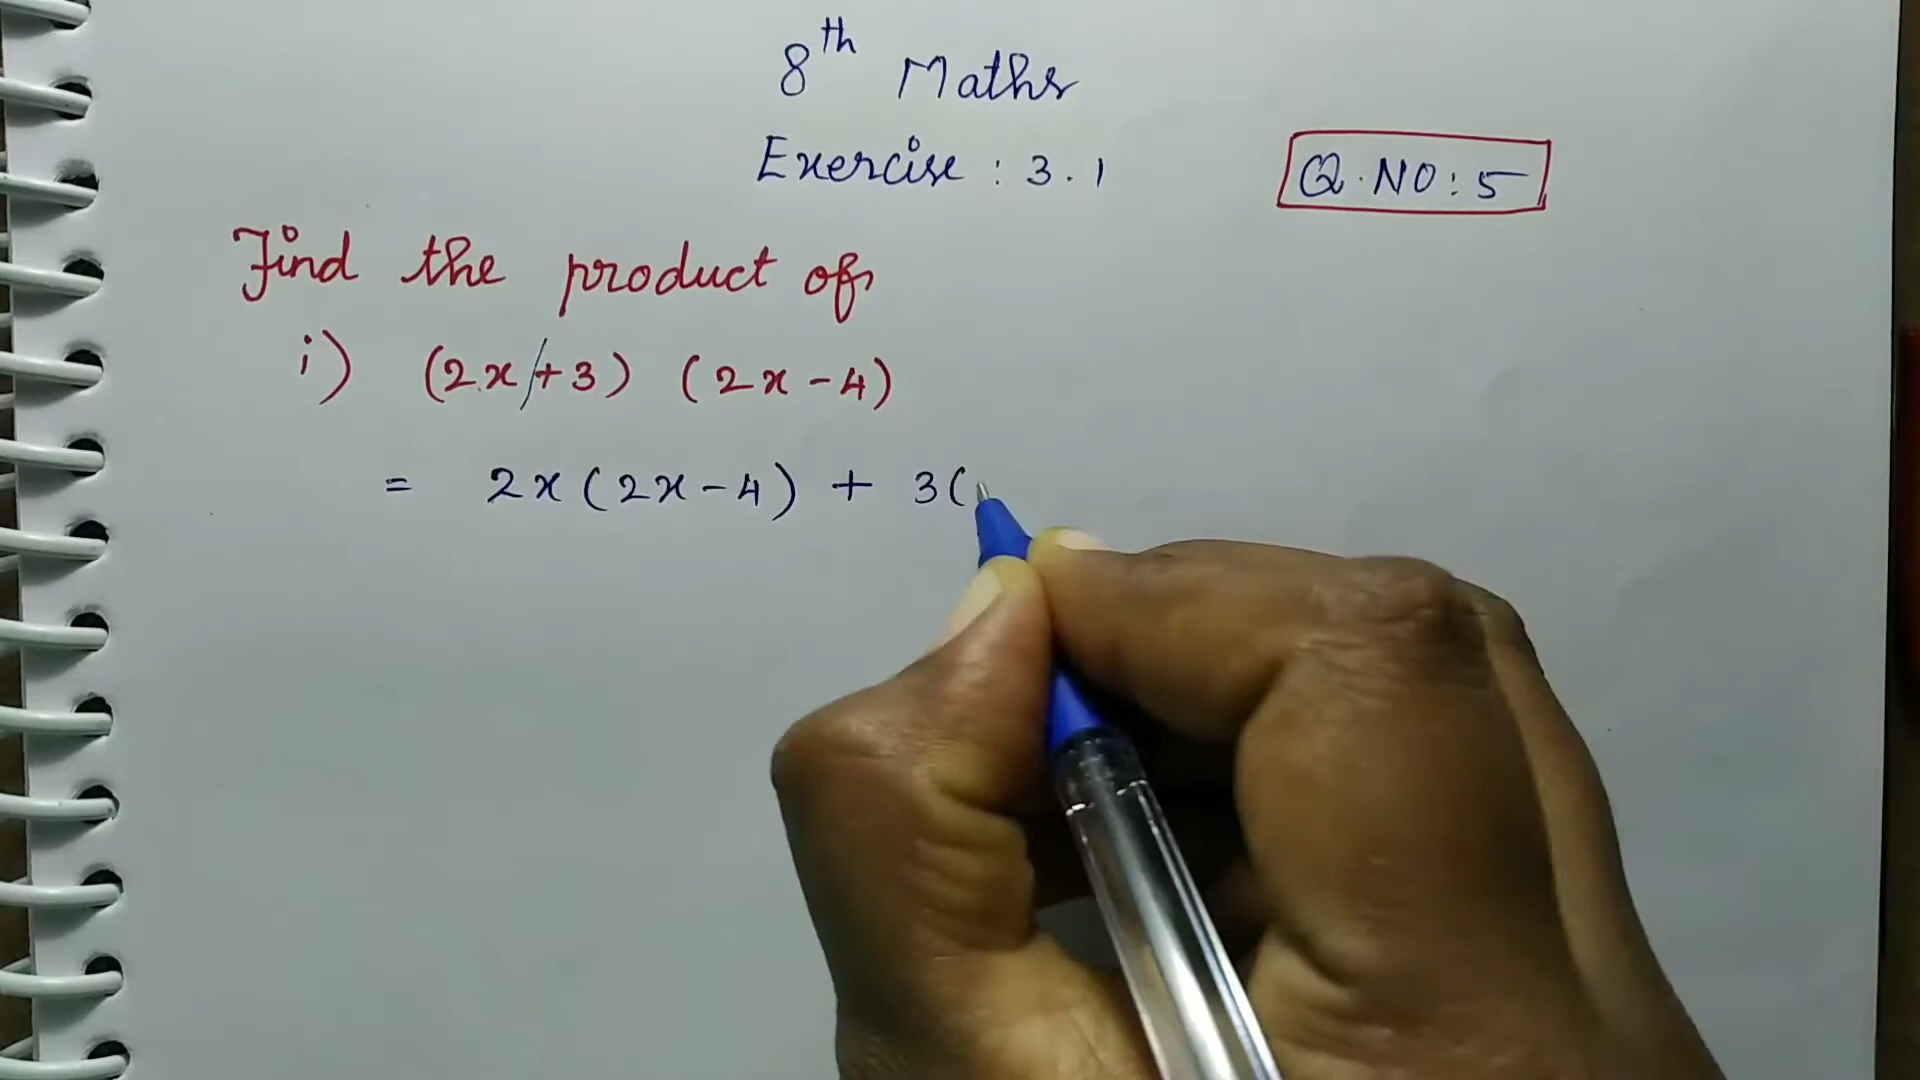 8th Maths
Exercise : 3.1
Q.NO: 5
Find the product of
i) (2x+3) (2x-4)
= 2x(2x-4) + 3(